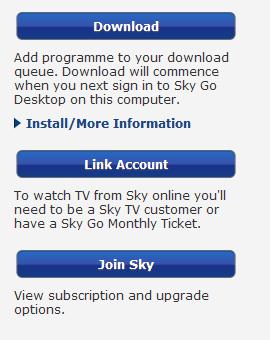 Download
Add programme to your download
queue. Download will commence
when you next sign in to Sky Go
Desktop on this computer.
Install/More Information
Link Account
To watch TV from Sky online you'll
need to be a Sky TV customer or
have a Sky Go Monthly Ticket.
Join Sky
View subscription and upgrade
options.